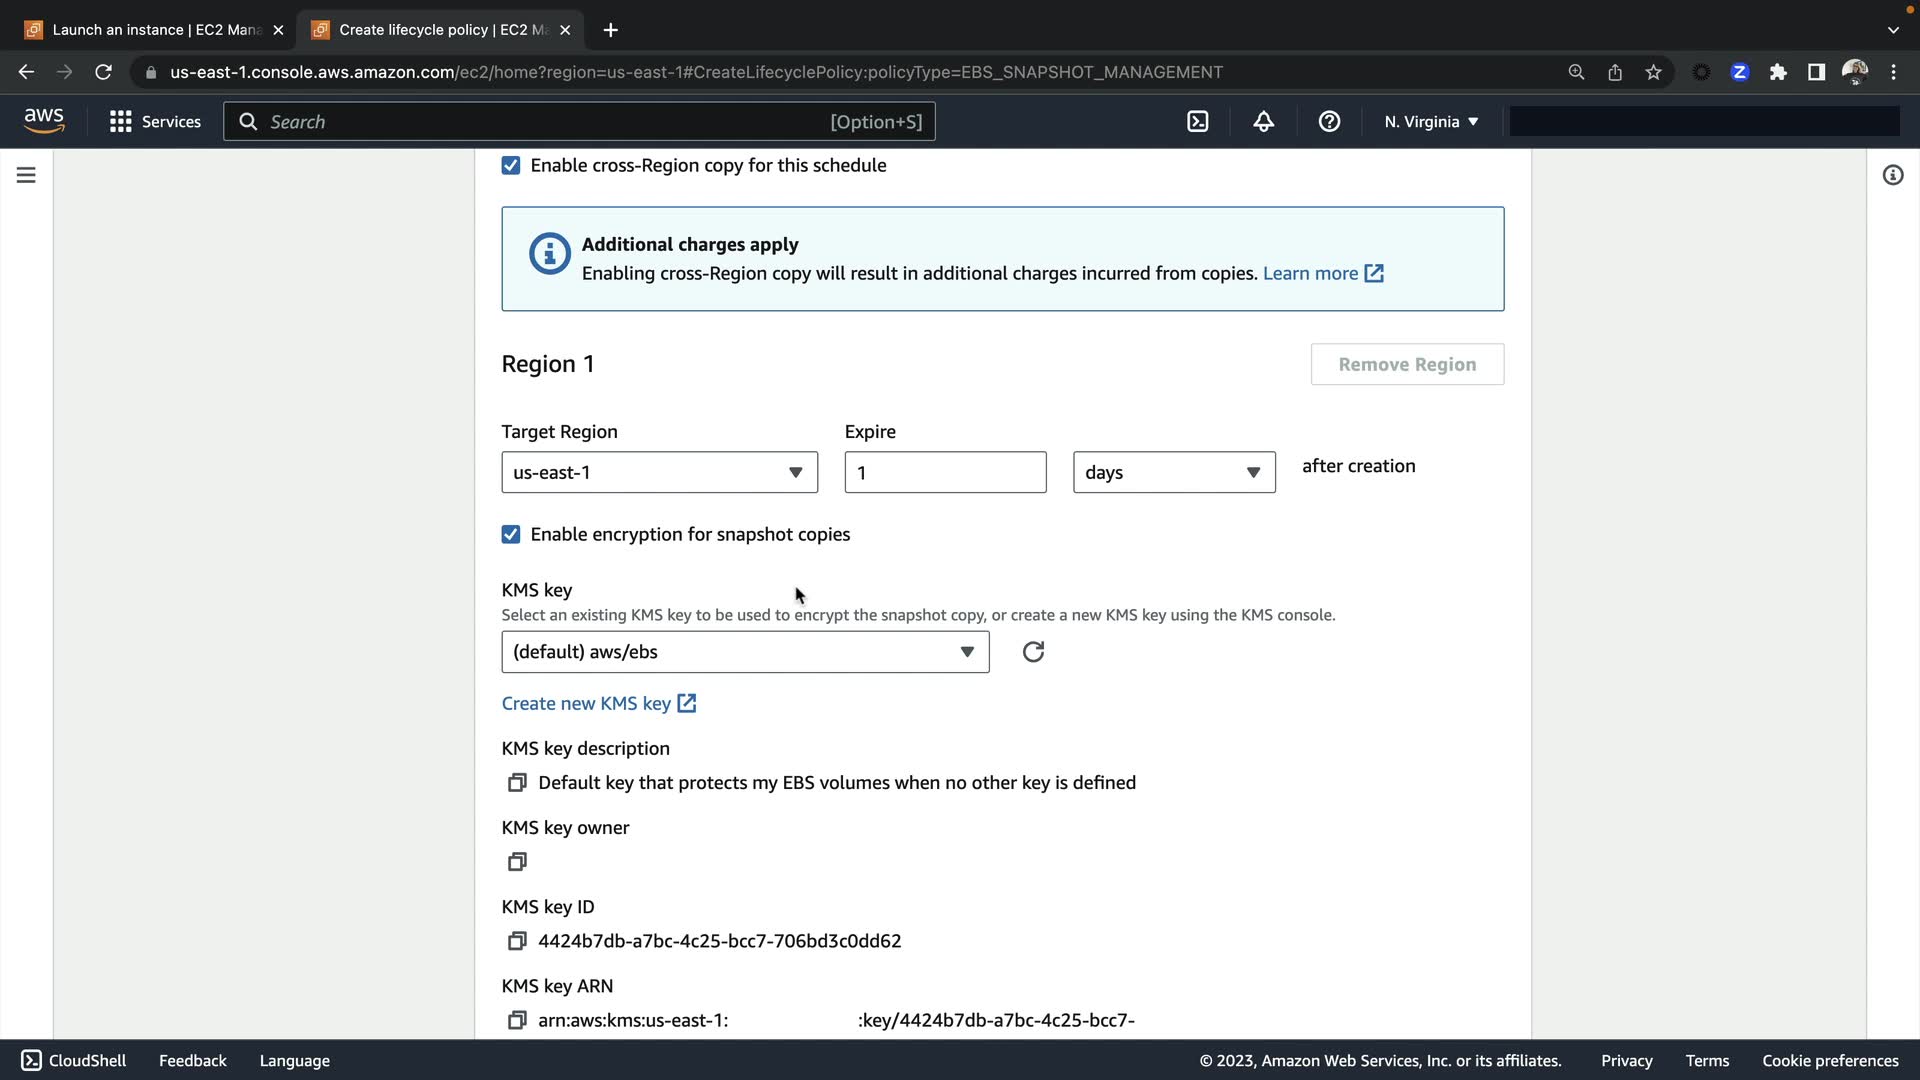 Launch an instance | EC2 Mana
Create lifecycle policy | EC2 Ma
us-east-1.console.aws.amazon.com/ec2/home?region=us-east-1#CreateLifecyclePolicy:policyType=EBS_SNAPSHOT_MANAGEMENT
Z
aws
Services
Search
[Option+S]
N. Virginia
Enable cross-Region copy for this schedule
Additional charges apply
Enabling cross-Region copy will result in additional charges incurred from copies. Learn more
Region 1
Remove Region
Target Region
Expire
us-east-1
1
days
after creation
Enable encryption for snapshot copies
KMS key
Select an existing KMS key to be used to encrypt the snapshot copy, or create a new KMS key using the KMS console.
(default) aws/ebs
Create new KMS key
KMS key description
Default key that protects my EBS volumes when no other key is defined
KMS key owner
KMS key ID
4424b7db-a7bc-4c25-bcc7-706bd3c0dd62
KMS key ARN
arn:aws:kms:us-east-1: :key/4424b7db-a7bc-4c25-bcc7-
CloudShell
Feedback
Language
© 2023, Amazon Web Services, Inc. or its affiliates.
Privacy
Terms
Cookie preferences